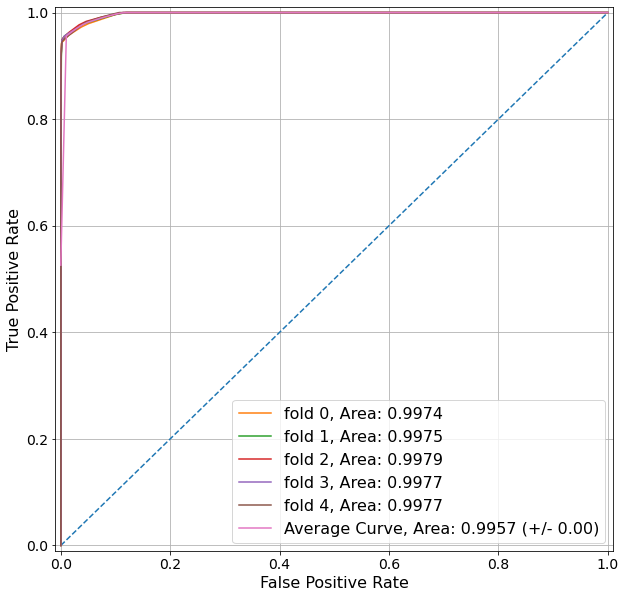 1.0
0.8
0.6
0.4
0.2
0.0
True Positive Rate
fold 0, Area: 0.9974
fold 1, Area: 0.9975
fold 2, Area: 0.9979
fold 3, Area: 0.9977
fold 4, Area: 0.9977
Average Curve, Area: 0.9957 (+/- 0.00)
0.0 0.2 0.4 0.6 0.8 1.0
False Positive Rate